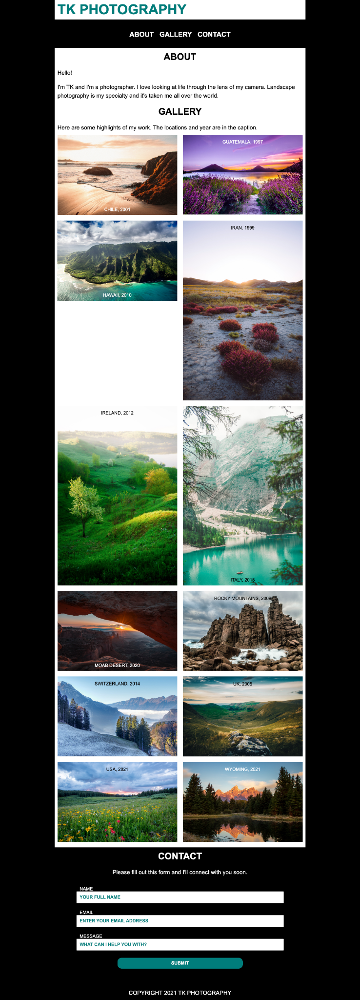 TK PHOTOGRAPHY
ABOUT GALLERY CONTACT
ABOUT
Hello!
I'm TK and I'm a photographer. I love looking at life through the lens of my camera. Landscape
photography is my specialty and it's taken me all over the world.
GALLERY
Here are some highlights of my work. The locations and year are in the caption.
CHILE, 2001
GUATEMALA, 1997
HAWAII, 2010
IRAN, 1999
IRELAND, 2012
ITALY, 2015
MOAB DESERT, 2020
ROCKY MOUNTAINS, 2009
SWITZERLAND, 2014
UK, 2005
USA, 2021
WYOMING, 2021
CONTACT
Please fill out this form and I'll connect with you soon.
NAME
YOUR FULL NAME
EMAIL
ENTER YOUR EMAIL ADDRESS
MESSAGE
WHAT CAN I HELP YOU WITH?
SUBMIT
COPYRIGHT 2021 TK PHOTOGRAPHY